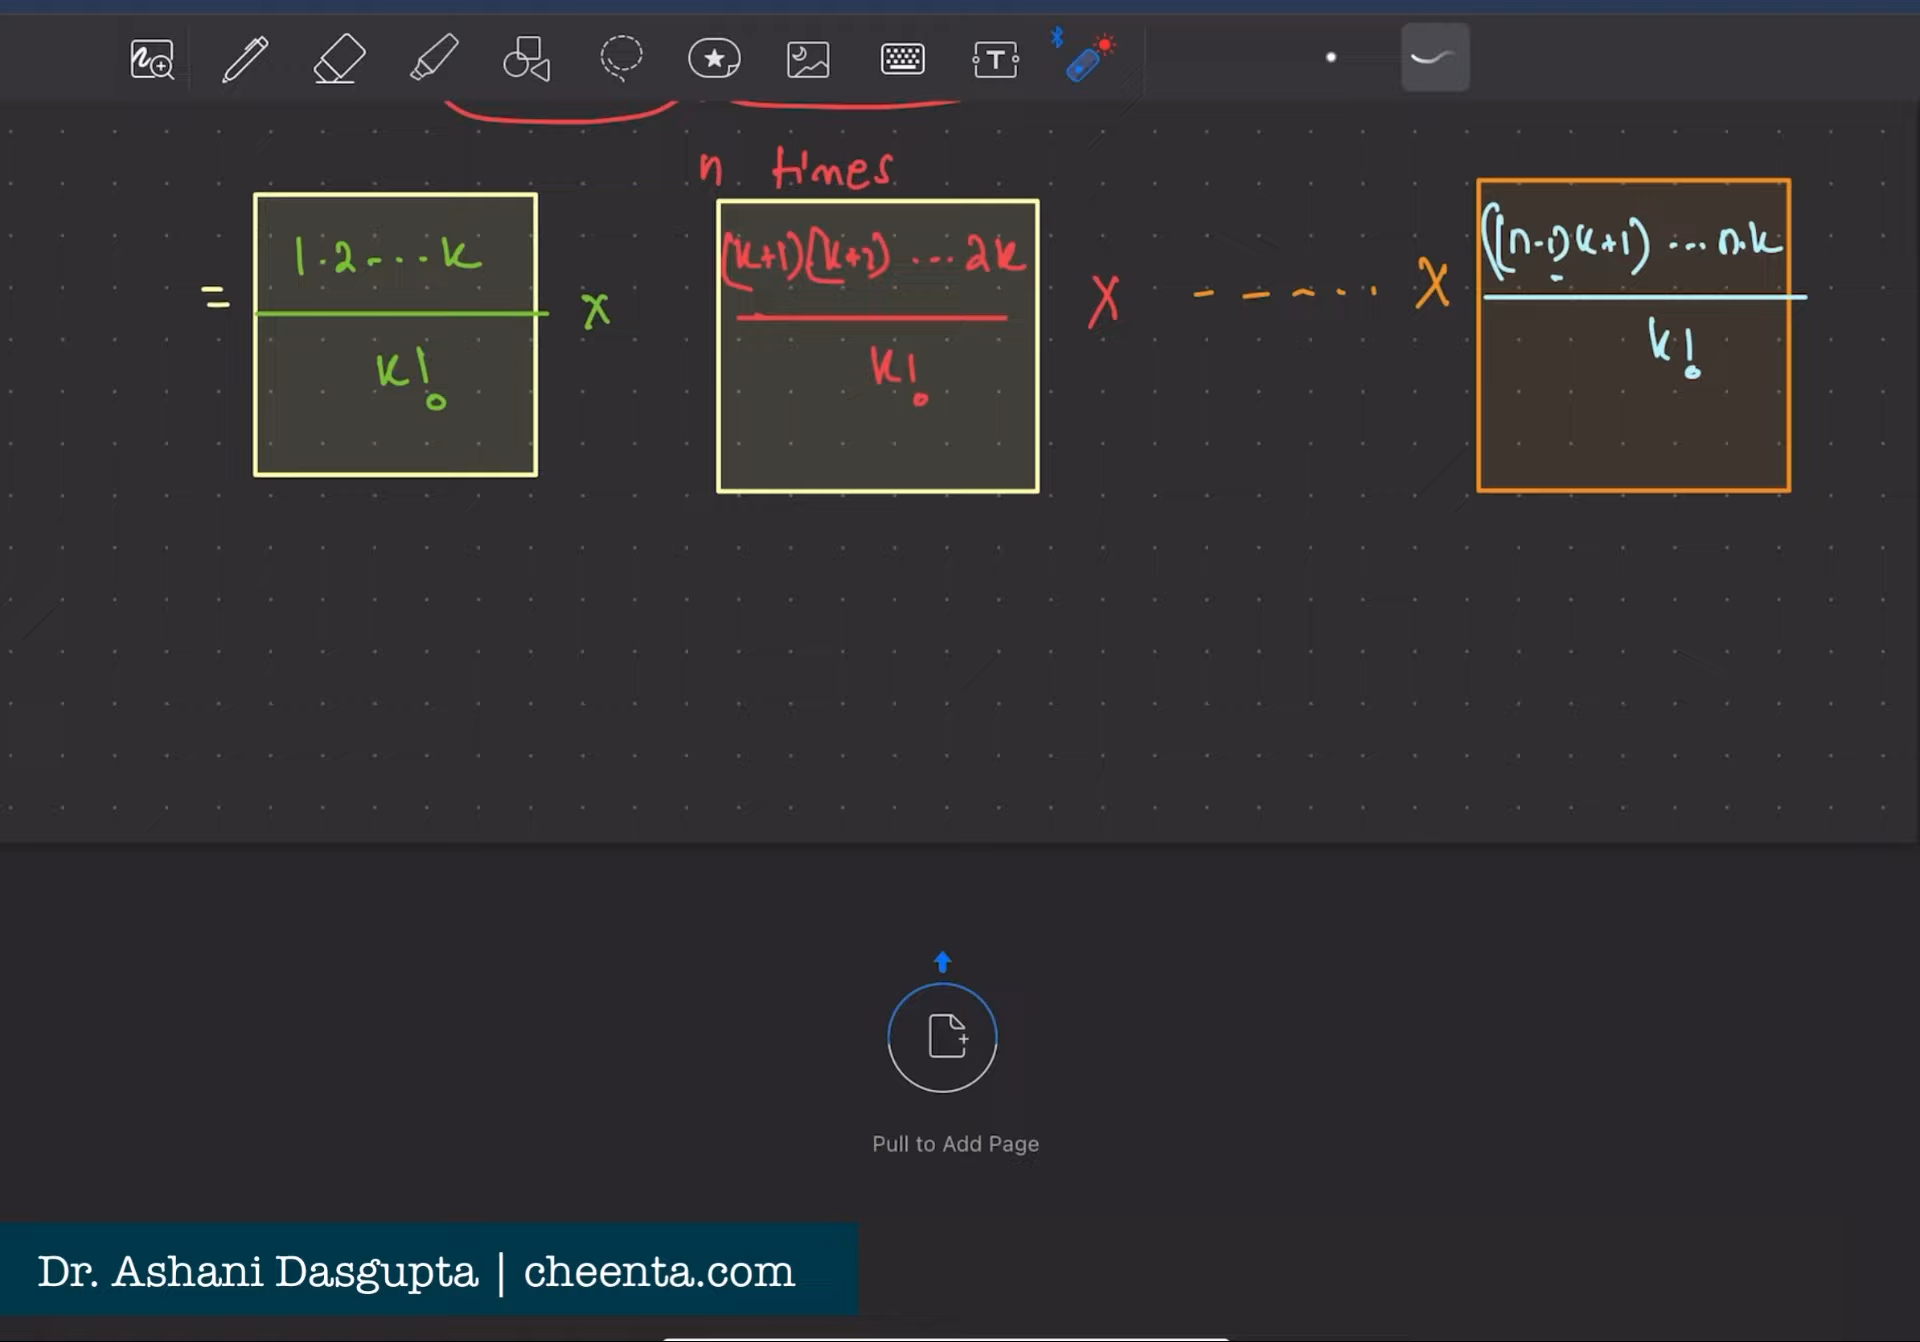 n times
= 1·2-··k / k! x (k+1)(k+2) ···2k / k! X ----··· X ((n-1)k+1) ··· n·k / k!
T
Pull to Add Page
Dr. Ashani Dasgupta | cheenta.com